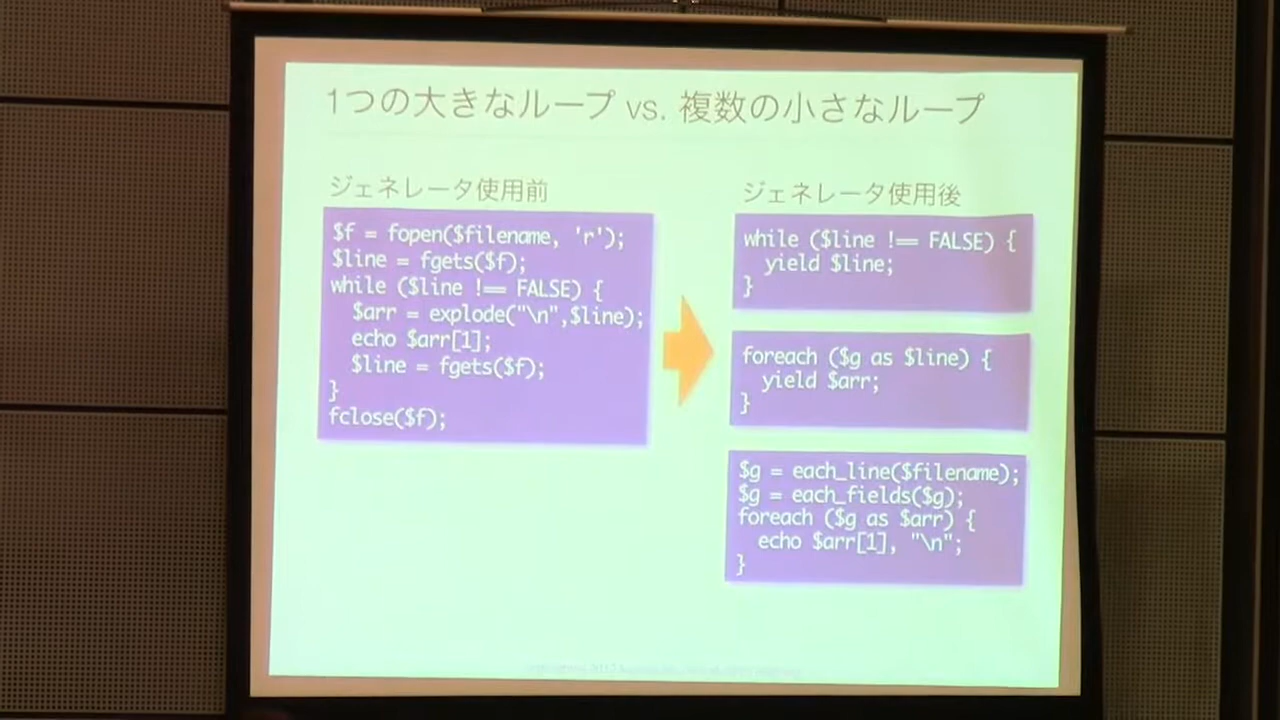 1つの大きなループ vs. 複数の小さなループ
ジェネレータ使用前
$f = fopen($filename, 'r');
$line = fgets($f);
while ($line !== FALSE) {
$arr = explode("\n",$line);
echo $arr[1];
$line = fgets($f);
}
fclose($f);
ジェネレータ使用後
while ($line !== FALSE) {
yield $line;
}
foreach ($g as $line) {
yield $arr;
}
$g = each_line($filename);
$g = each_fields($g);
foreach ($g as $arr) {
echo $arr[1], "\n";
}